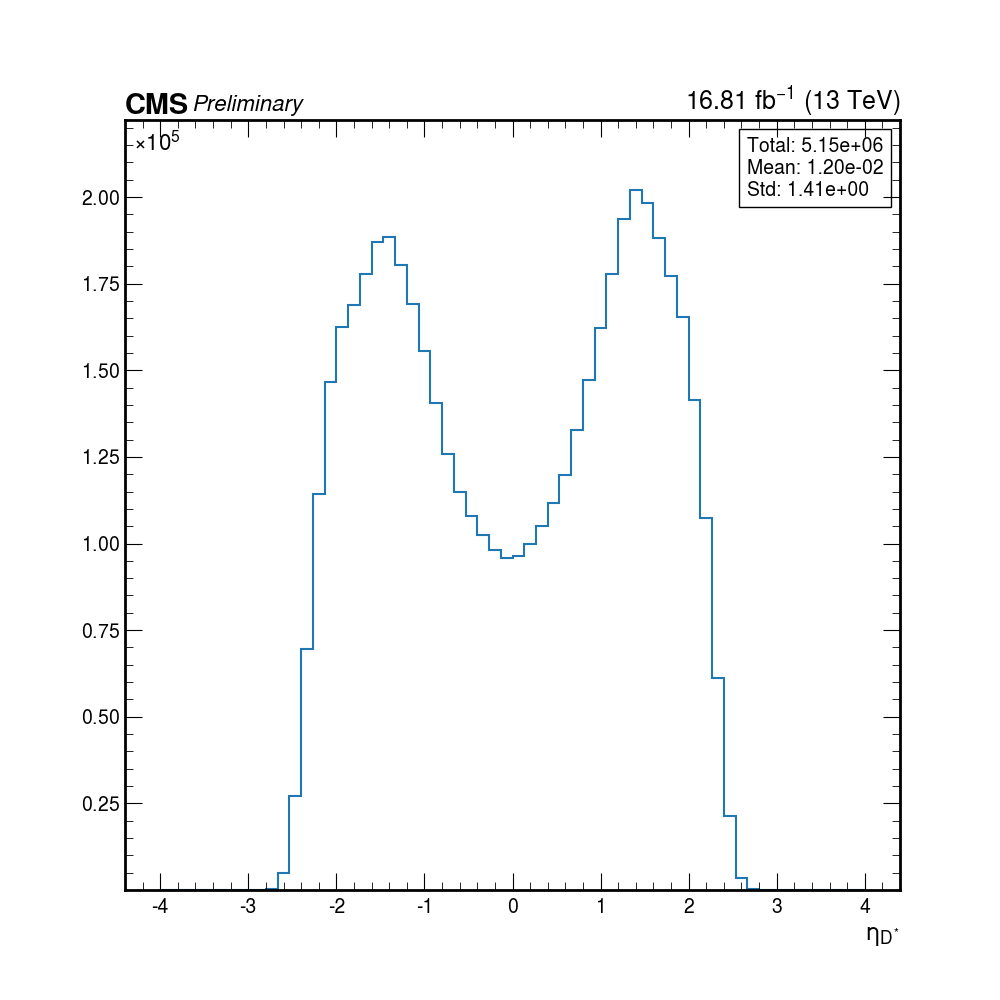 CMS Preliminary 16.81 fb⁻¹ (13 TeV)
×10⁵
Total: 5.15e+06
Mean: 1.20e-02
Std: 1.41e+00
2.00
1.75
1.50
1.25
1.00
0.75
0.50
0.25
-4 -3 -2 -1 0 1 2 3 4
η_D*